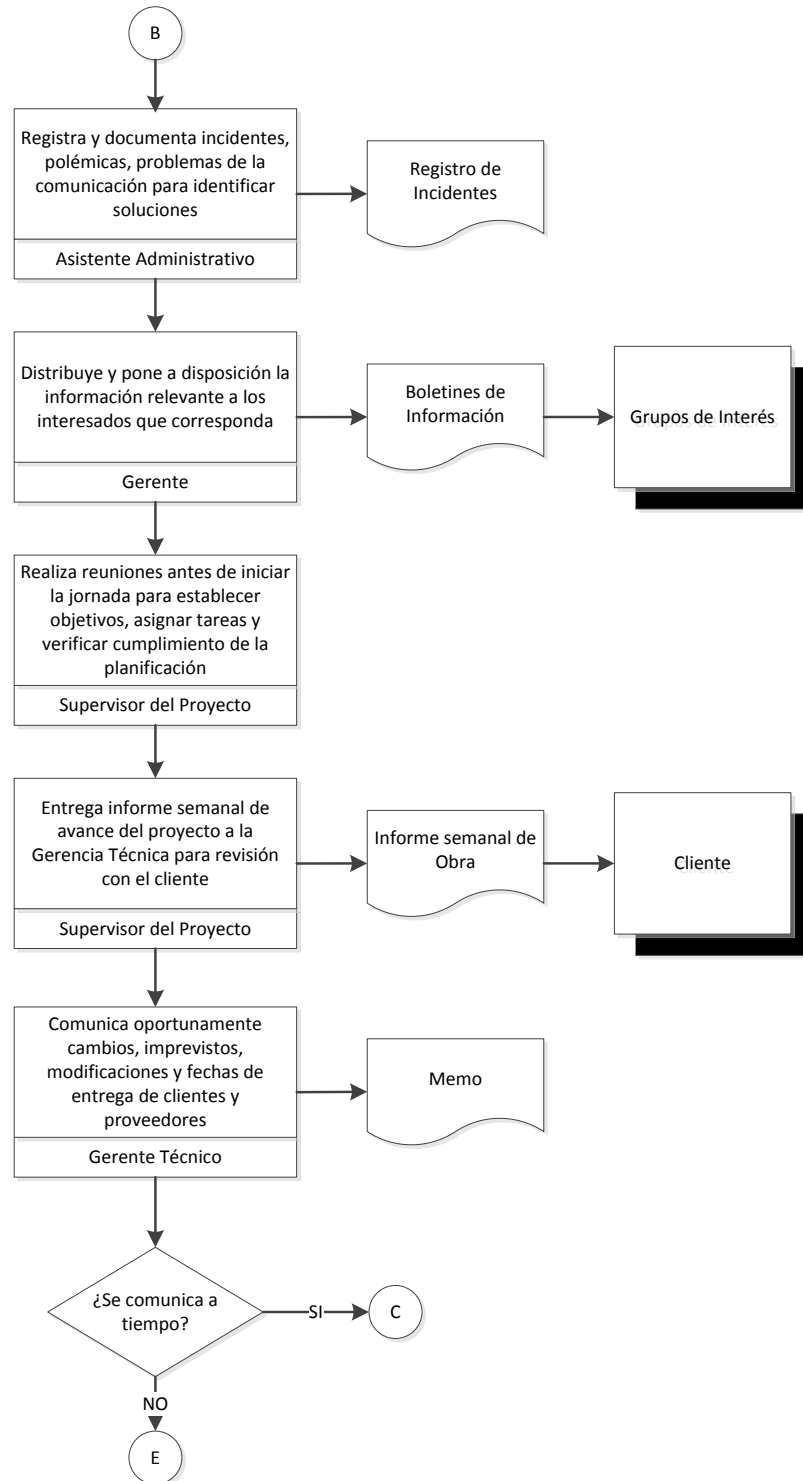 B
Registra y documenta incidentes,
polémicas, problemas de la
comunicación para identificar
soluciones
Asistente Administrativo
Registro de
Incidentes
Distribuye y pone a disposición la
información relevante a los
interesados que corresponda
Gerente
Boletines de
Información
Grupos de Interés
Realiza reuniones antes de iniciar
la jornada para establecer
objetivos, asignar tareas y
verificar cumplimiento de la
planificación
Supervisor del Proyecto
Entrega informe semanal de
avance del proyecto a la
Gerencia Técnica para revisión
con el cliente
Supervisor del Proyecto
Informe semanal de
Obra
Cliente
Comunica oportunamente
cambios, imprevistos,
modificaciones y fechas de
entrega de clientes y
proveedores
Gerente Técnico
Memo
¿Se comunica a
tiempo?
SI
C
NO
E